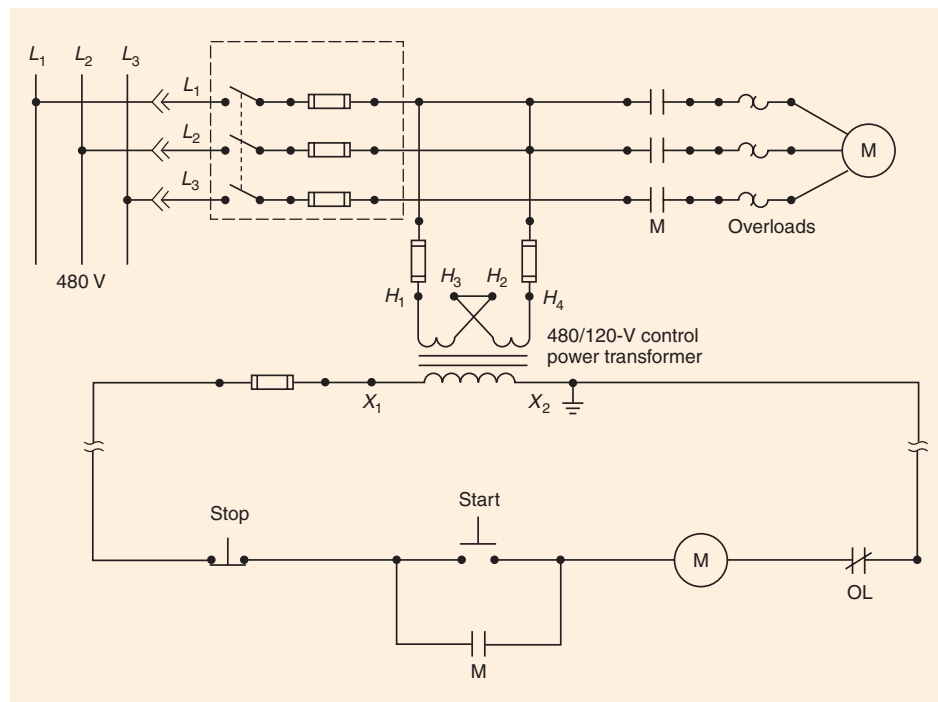 L1 L2 L3
L1
L2
L3
480 V
M
M
Overloads
H1 H3 H2 H4
480/120-V control
power transformer
X1 X2
Stop
Start
M
OL
M